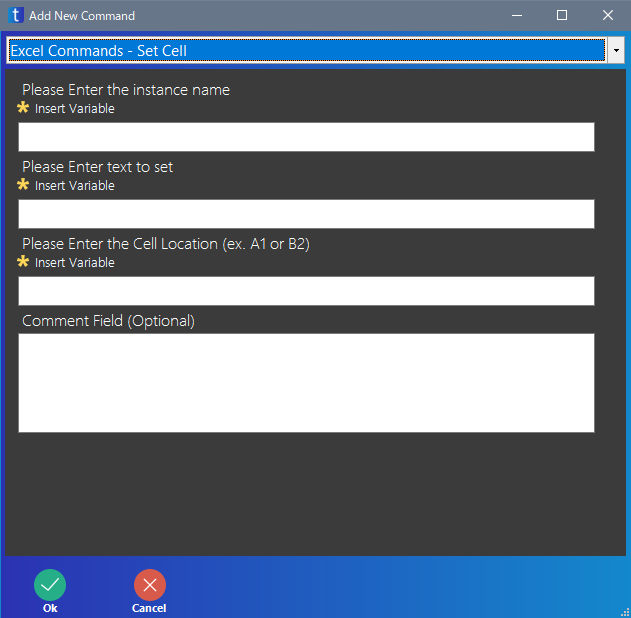 t Add New Command
Excel Commands - Set Cell
Please Enter the instance name
* Insert Variable
Please Enter text to set
* Insert Variable
Please Enter the Cell Location (ex. A1 or B2)
* Insert Variable
Comment Field (Optional)
Ok Cancel